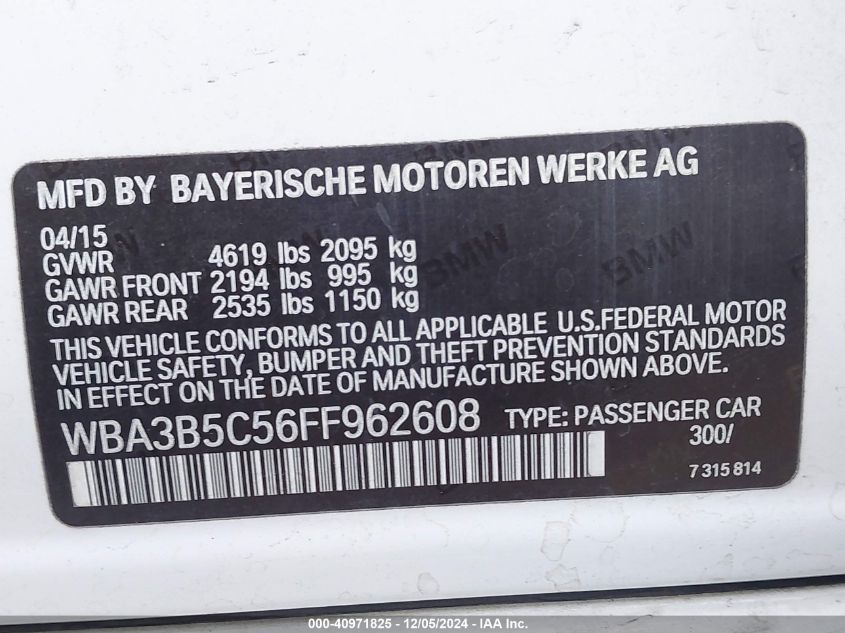 MFD BY BAYERISCHE MOTOREN WERKE AG
04/15
GVWR 4619 lbs 2095 kg
GAWR FRONT 2194 lbs 995 kg
GAWR REAR 2535 lbs 1150 kg
THIS VEHICLE CONFORMS TO ALL APPLICABLE U.S.FEDERAL MOTOR
VEHICLE SAFETY, BUMPER AND THEFT PREVENTION STANDARDS
IN EFFECT ON THE DATE OF MANUFACTURE SHOWN ABOVE.
WBA3B5C56FF962608 TYPE: PASSENGER CAR
300/
7 315 814
BMW
BMW
000-40971825 - 12/05/2024 - IAA Inc.